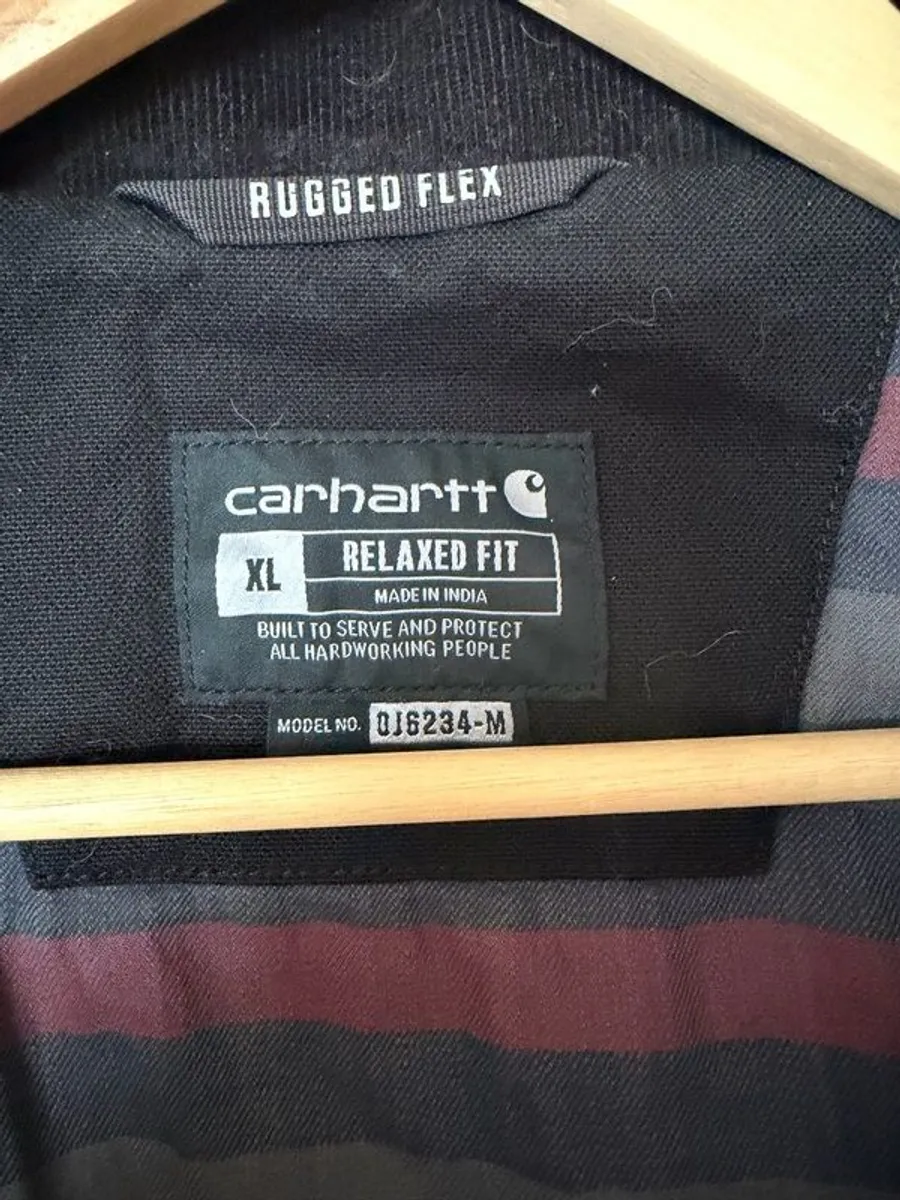 RUGGED FLEX
carhartt
XL
RELAXED FIT
MADE IN INDIA
BUILT TO SERVE AND PROTECT
ALL HARDWORKING PEOPLE
MODEL NO. OJ6234-M